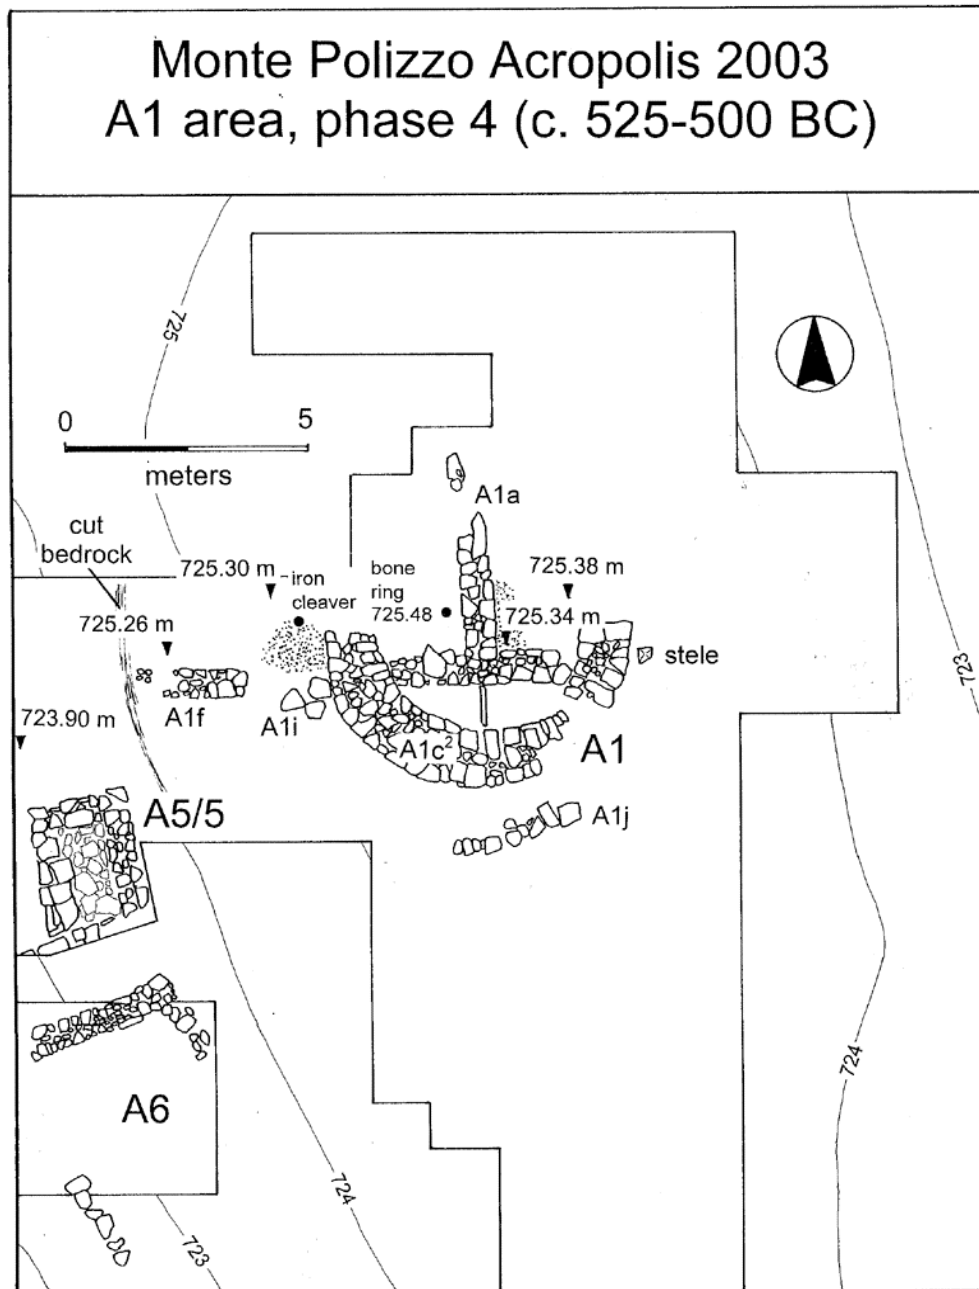 Monte Polizzo Acropolis 2003
A1 area, phase 4 (c. 525-500 BC)
725
0 5
meters
A1a
cut
bedrock
725.30 m
iron
cleaver
bone
ring
725.48
725.38 m
725.34 m
725.26 m
stele
A1f
A1i
723.90 m
A1c²
A1
A5/5
A1j
723
724
A6
724
723